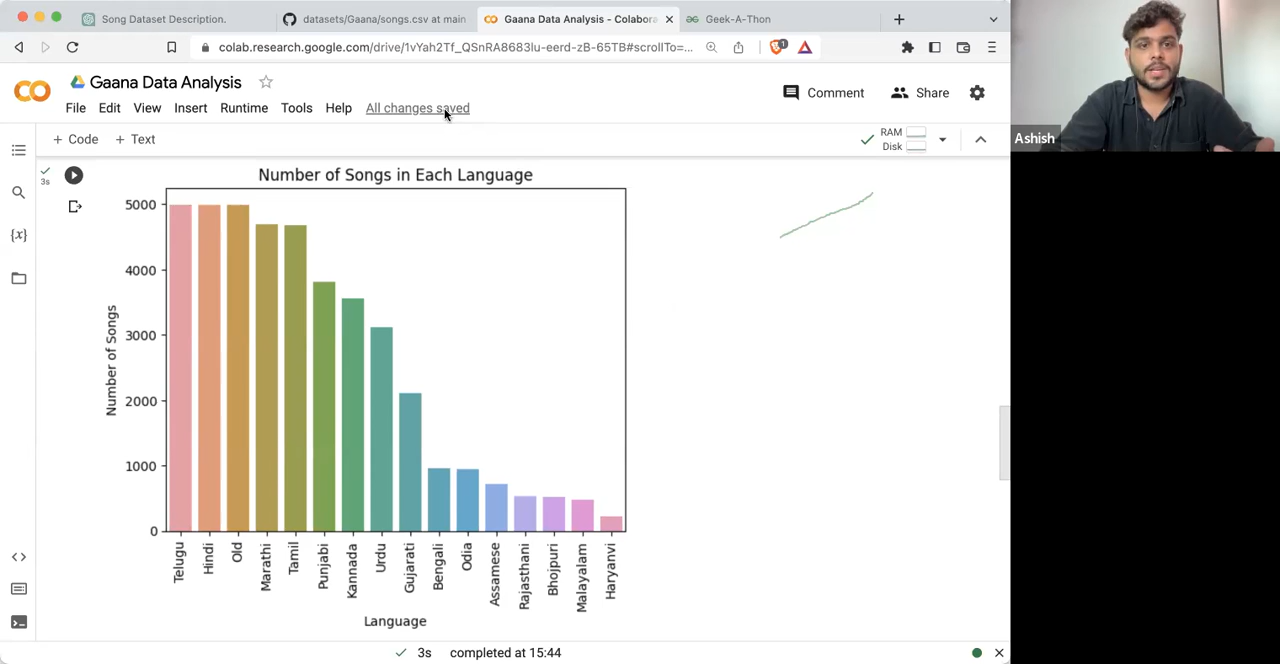 Song Dataset Description.
datasets/Gaana/songs.csv at main
Gaana Data Analysis - Colabora
Geek-A-Thon
colab.research.google.com/drive/1vYah2Tf_QSnRA8683lu-eerd-zB-65TB#scrollTo=...
1
Gaana Data Analysis
File Edit View Insert Runtime Tools Help All changes saved
Comment
Share
Ashish
+ Code + Text
RAM
Disk
{x}
3s
Number of Songs in Each Language
5000
4000
3000
2000
1000
0
Number of Songs
Telugu
Hindi
Old
Marathi
Tamil
Punjabi
Kannada
Urdu
Gujarati
Bengali
Odia
Assamese
Rajasthani
Bhojpuri
Malayalam
Haryanvi
Language
3s completed at 15:44